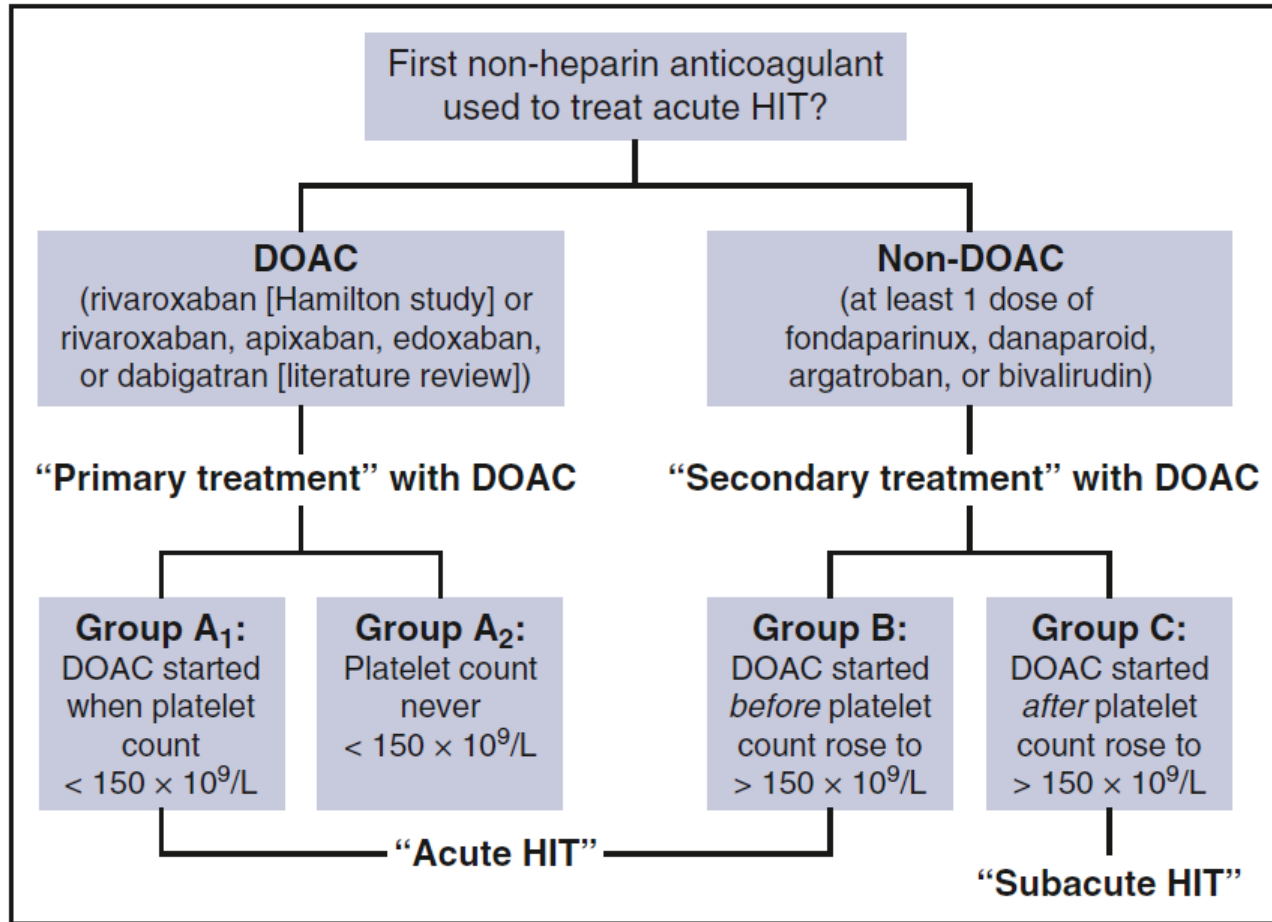 First non-heparin anticoagulant
used to treat acute HIT?
DOAC
(rivaroxaban [Hamilton study] or
rivaroxaban, apixaban, edoxaban,
or dabigatran [literature review])
Non-DOAC
(at least 1 dose of
fondaparinux, danaparoid,
argatroban, or bivalirudin)
“Primary treatment” with DOAC
“Secondary treatment” with DOAC
Group A₁:
DOAC started
when platelet
count
< 150 × 10⁹/L
Group A₂:
Platelet count
never
< 150 × 10⁹/L
Group B:
DOAC started
before platelet
count rose to
> 150 × 10⁹/L
Group C:
DOAC started
after platelet
count rose to
> 150 × 10⁹/L
“Acute HIT”
“Subacute HIT”